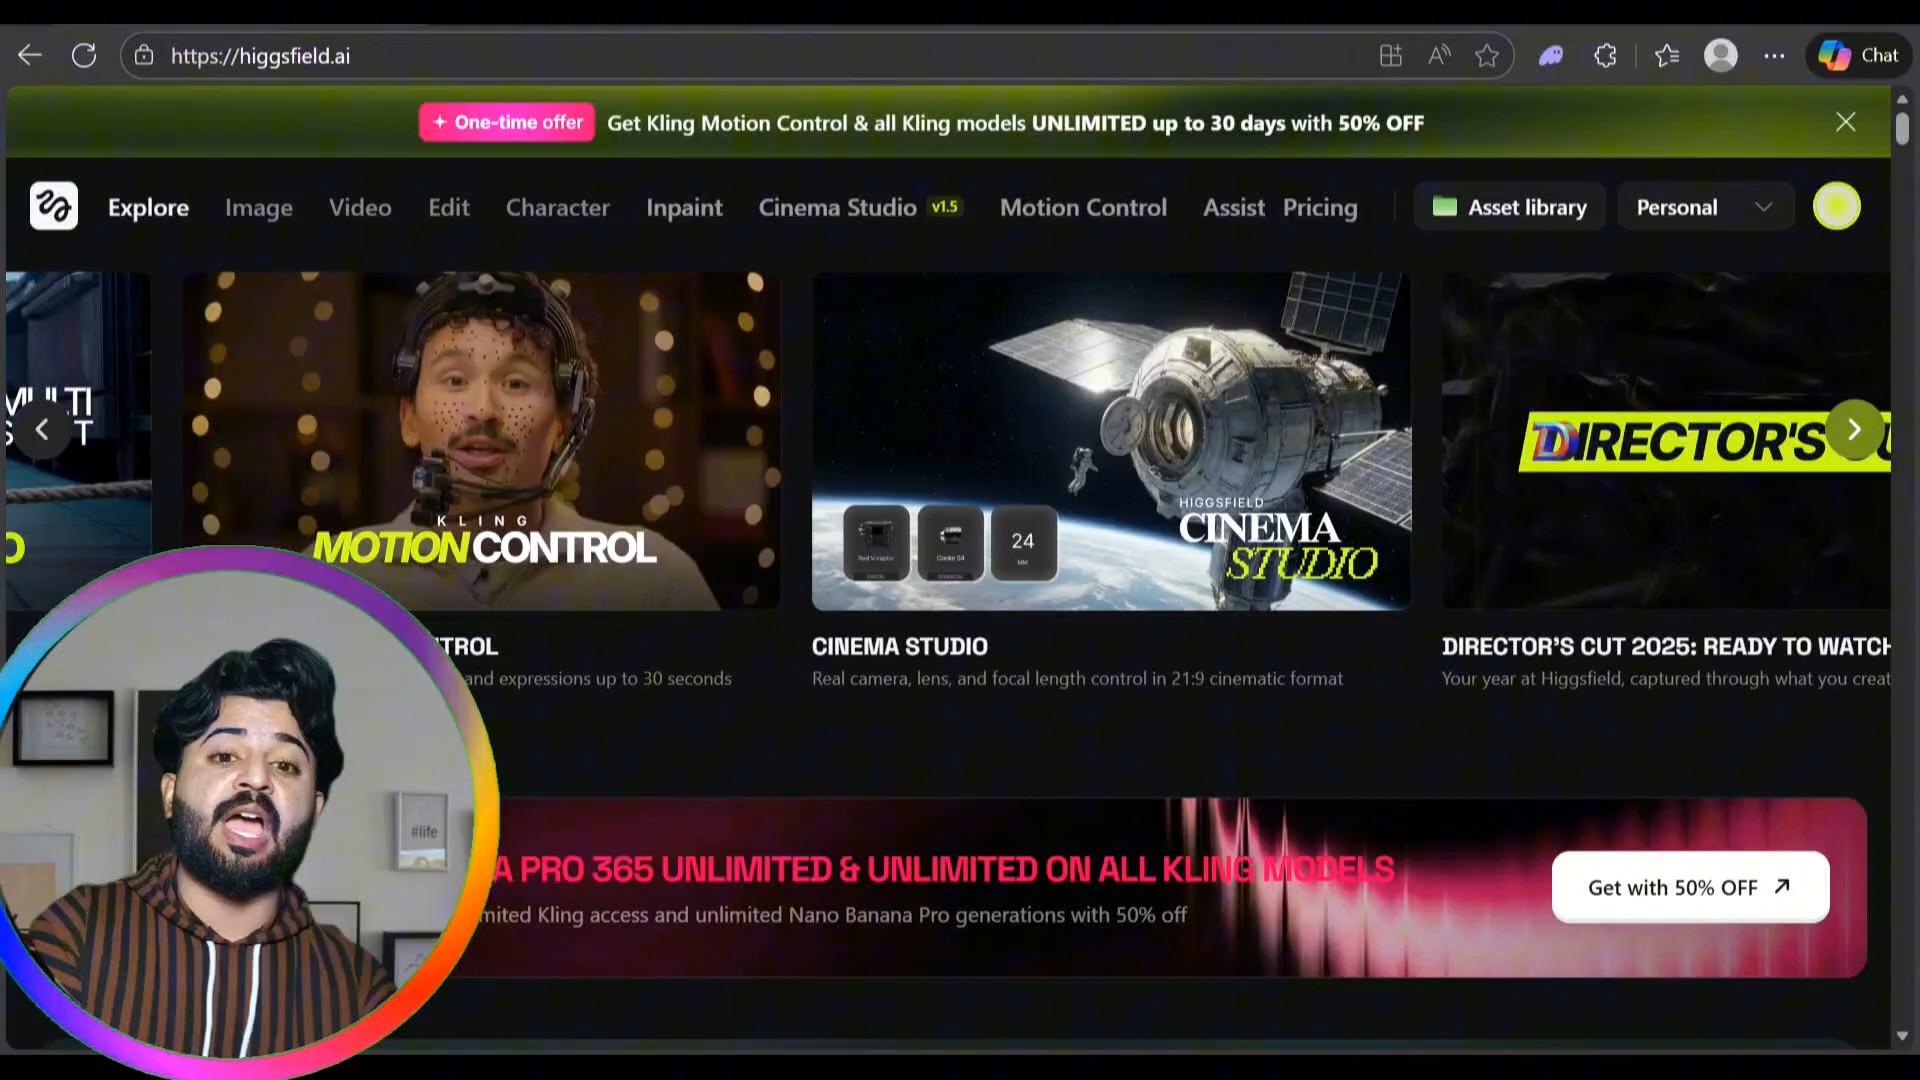 https://higgsfield.ai
Chat
One-time offer
Get Kling Motion Control & all Kling models UNLIMITED up to 30 days with 50% OFF
Explore
Image
Video
Edit
Character
Inpaint
Cinema Studio v1.5
Motion Control
Assist
Pricing
Asset library
Personal
MULTI
KLING
MOTION CONTROL
24
MM
HIGGSFIELD
CINEMA
STUDIO
DIRECTOR'S
TROL
and expressions up to 30 seconds
CINEMA STUDIO
Real camera, lens, and focal length control in 21:9 cinematic format
DIRECTOR'S CUT 2025: READY TO WATCH
Your year at Higgsfield, captured through what you creat
#life
A PRO 365 UNLIMITED & UNLIMITED ON ALL KLING MODELS
mited Kling access and unlimited Nano Banana Pro generations with 50% off
Get with 50% OFF